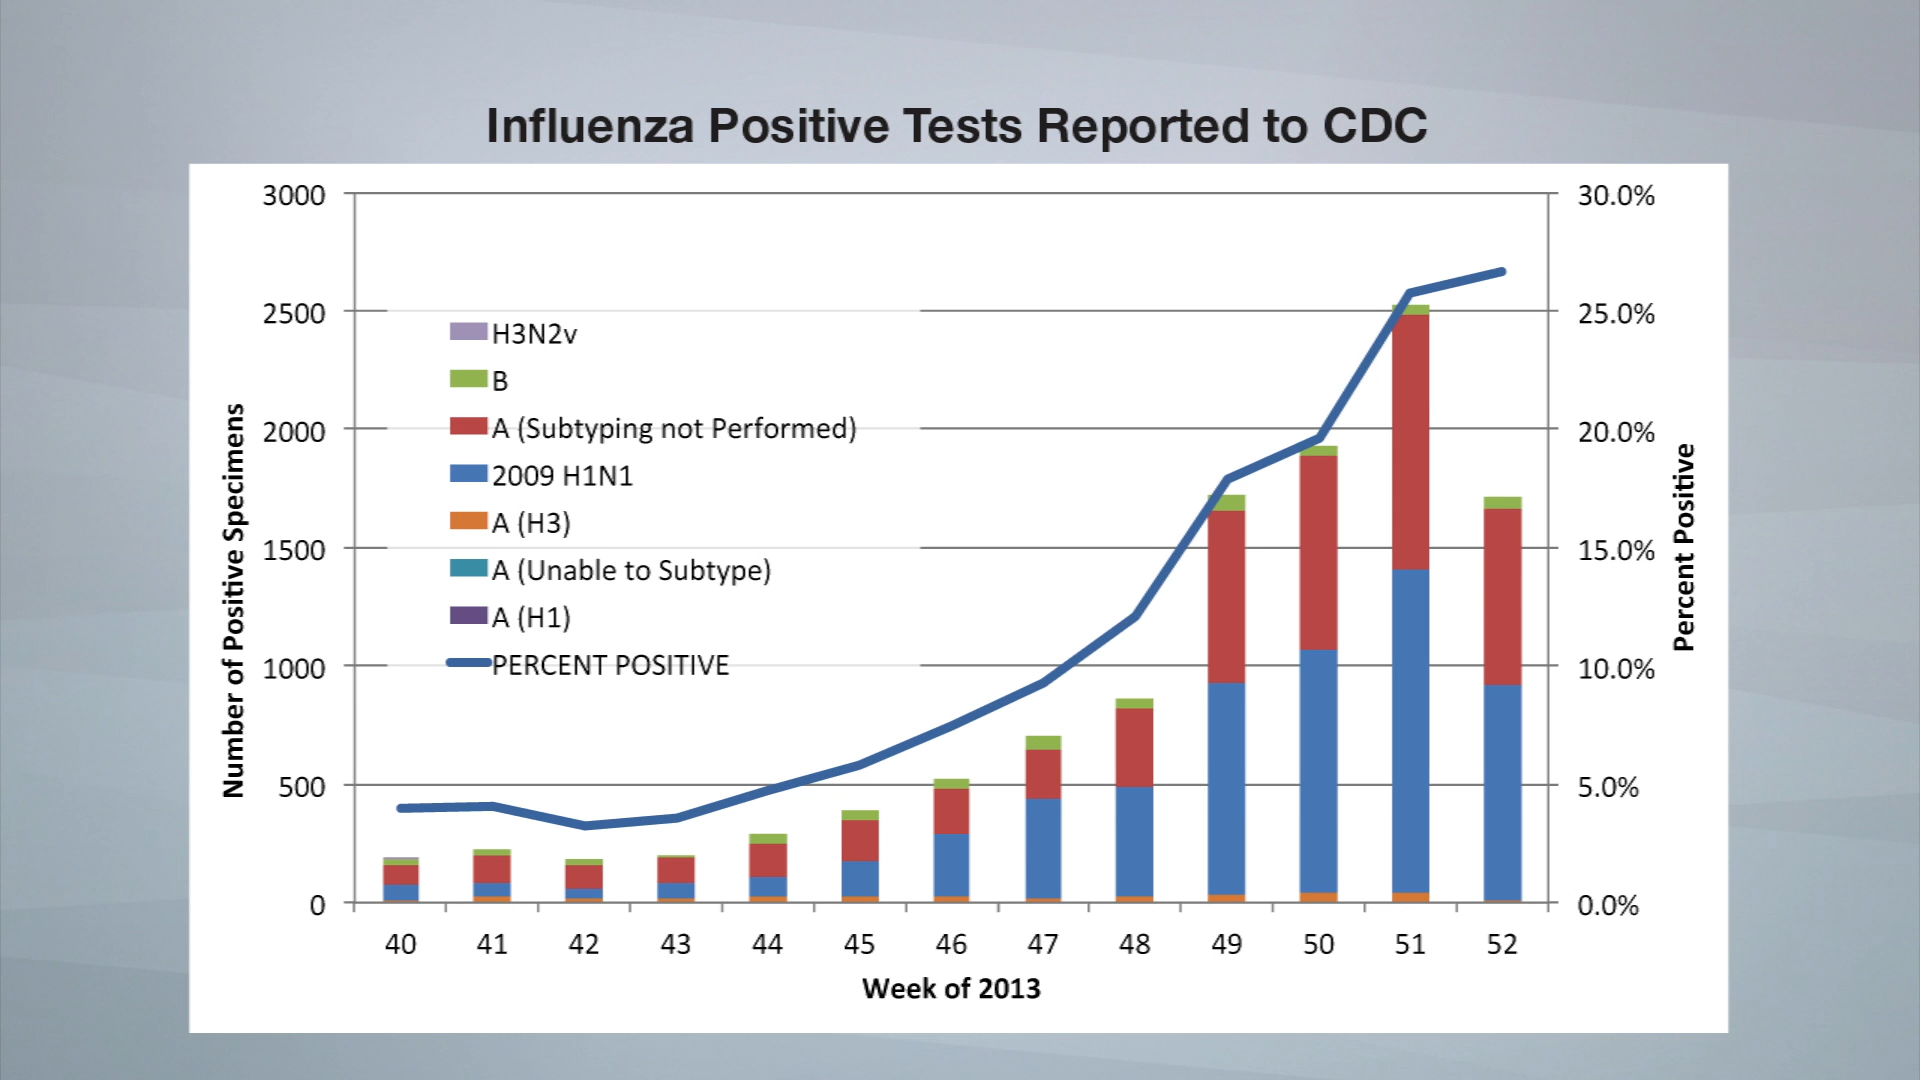 Influenza Positive Tests Reported to CDC
3000
2500
2000
1500
1000
500
0
Number of Positive Specimens
H3N2v
B
A (Subtyping not Performed)
2009 H1N1
A (H3)
A (Unable to Subtype)
A (H1)
PERCENT POSITIVE
30.0%
25.0%
20.0%
15.0%
10.0%
5.0%
0.0%
Percent Positive
40 41 42 43 44 45 46 47 48 49 50 51 52
Week of 2013